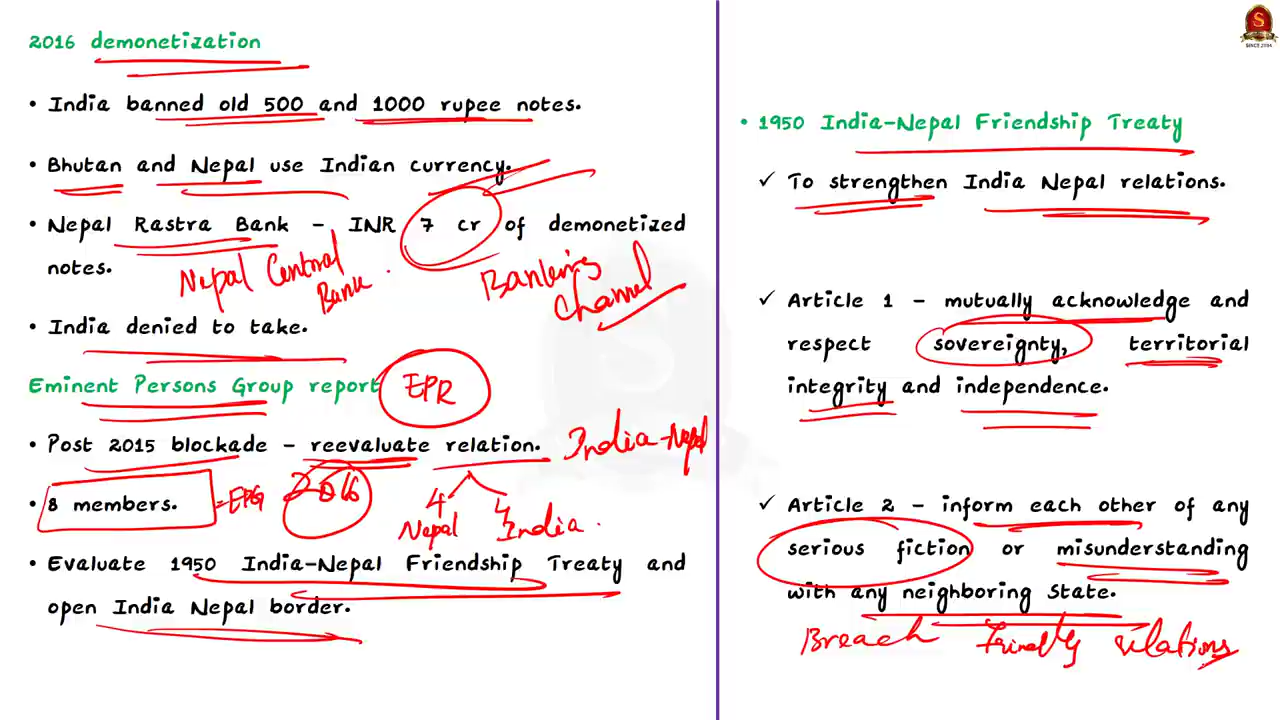 2016 demonetization
• India banned old 500 and 1000 rupee notes.
• Bhutan and Nepal use Indian currency.
• Nepal Rastra Bank – INR 7 cr of demonetized
notes.
Nepal Central
Bank
Banking
Channel
• India denied to take.
Eminent Persons Group report
EPR
• Post 2015 blockade – reevaluate relation.
India-Nepal
• 8 members.
= EPG
2016
4
Nepal
4
India
• Evaluate 1950 India-Nepal Friendship Treaty and
open India Nepal border.
• 1950 India-Nepal Friendship Treaty
✓ To strengthen India Nepal relations.
✓ Article 1 – mutually acknowledge and
respect sovereignty, territorial
integrity and independence.
✓ Article 2 – inform each other of any
serious fiction or misunderstanding
with any neighboring state.
Breach friendly relations
S
SINCE 2004